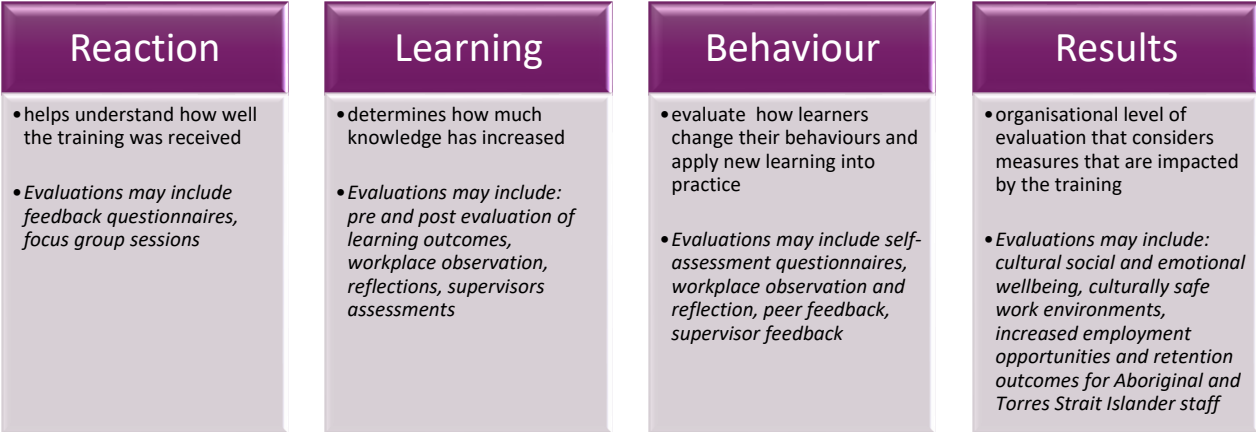 Reaction
•helps understand how well
the training was received
•Evaluations may include
feedback questionnaires,
focus group sessions
Learning
•determines how much
knowledge has increased
•Evaluations may include:
pre and post evaluation of
learning outcomes,
workplace observation,
reflections, supervisors
assessments
Behaviour
•evaluate  how learners
change their behaviours and
apply new learning into
practice
•Evaluations may include self-
assessment questionnaires,
workplace observation and
reflection, peer feedback,
supervisor feedback
Results
•organisational level of
evaluation that considers
measures that are impacted
by the training
•Evaluations may include:
cultural social and emotional
wellbeing, culturally safe
work environments,
increased employment
opportunities and retention
outcomes for Aboriginal and
Torres Strait Islander staff